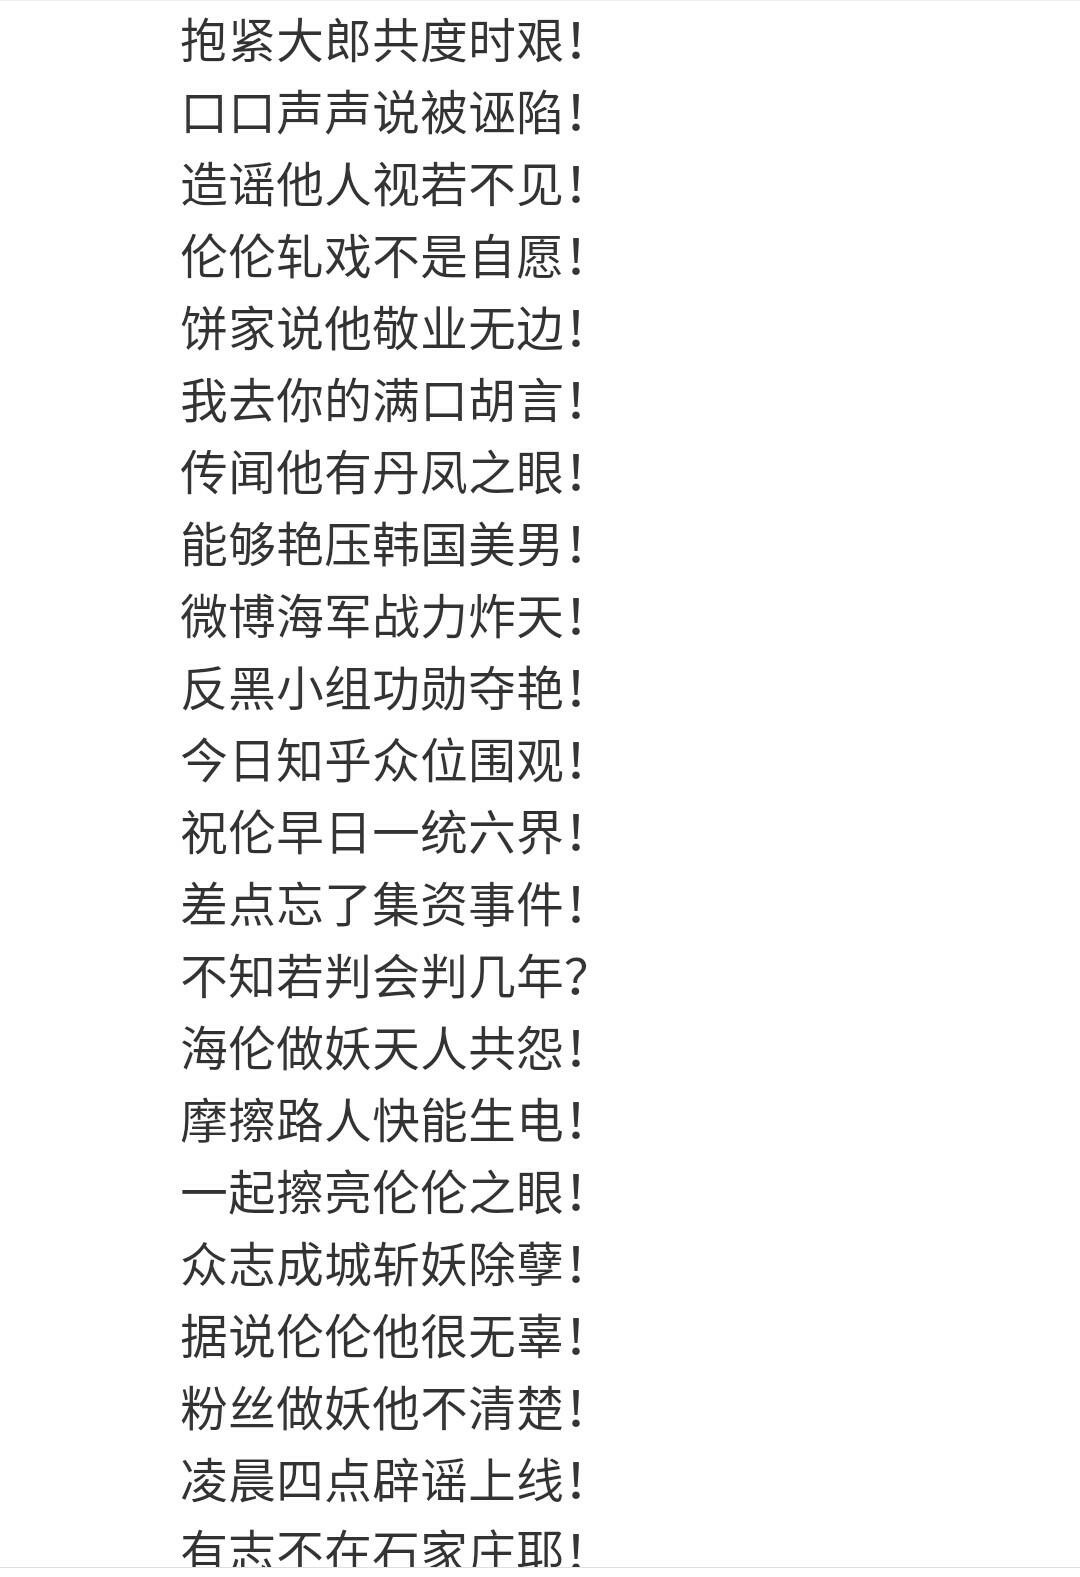 抱紧大郎共度时艰！
口口声声说被诬陷！
造谣他人视若不见！
伦伦轧戏不是自愿！
饼家说他敬业无边！
我去你的满口胡言！
传闻他有丹凤之眼！
能够艳压韩国美男！
微博海军战力炸天！
反黑小组功勋夺艳！
今日知乎众位围观！
祝伦早日一统六界！
差点忘了集资事件！
不知若判会判几年？
海伦做妖天人共怨！
摩擦路人快能生电！
一起擦亮伦伦之眼！
众志成城斩妖除孽！
据说伦伦他很无辜！
粉丝做妖他不清楚！
凌晨四点辟谣上线！
有志不在石家庄耶！